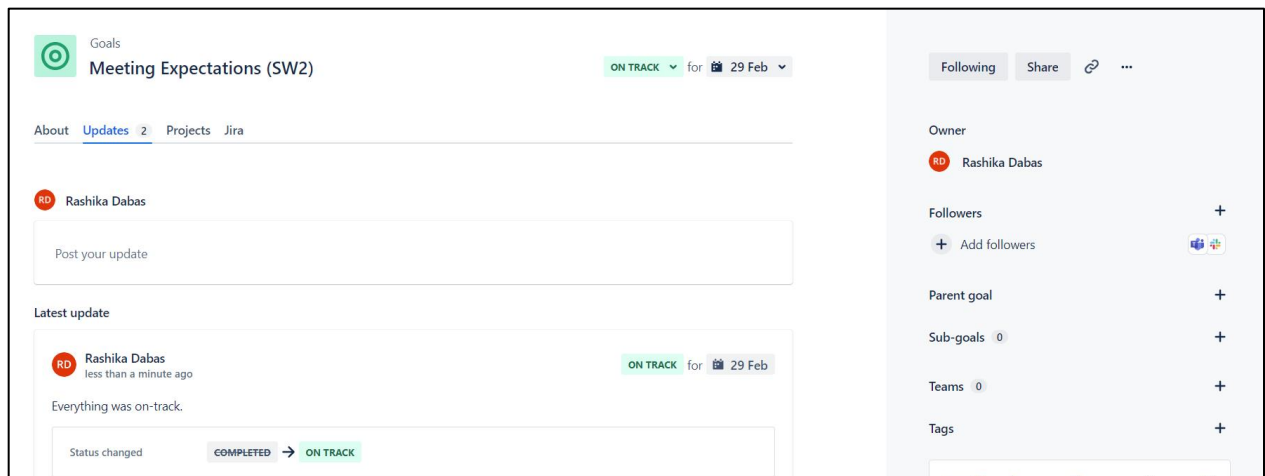 Goals
Meeting Expectations (SW2)
ON TRACK for 29 Feb
Following Share
About Updates 2 Projects Jira
Owner
RD Rashika Dabas
RD Rashika Dabas
Followers
Add followers
Post your update
Parent goal
Latest update
Sub-goals 0
RD Rashika Dabas
less than a minute ago
ON TRACK for 29 Feb
Teams 0
Everything was on-track.
Tags
Status changed COMPLETED → ON TRACK